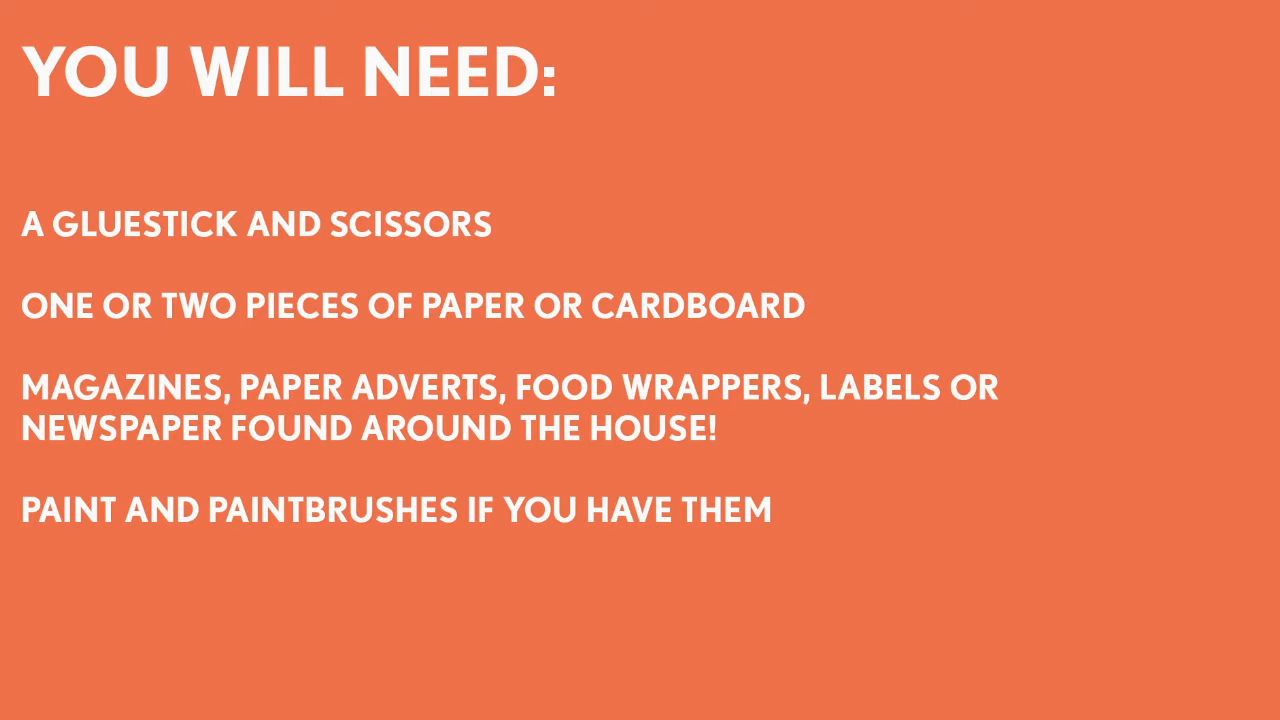 YOU WILL NEED:
A GLUESTICK AND SCISSORS
ONE OR TWO PIECES OF PAPER OR CARDBOARD
MAGAZINES, PAPER ADVERTS, FOOD WRAPPERS, LABELS OR
NEWSPAPER FOUND AROUND THE HOUSE!
PAINT AND PAINTBRUSHES IF YOU HAVE THEM